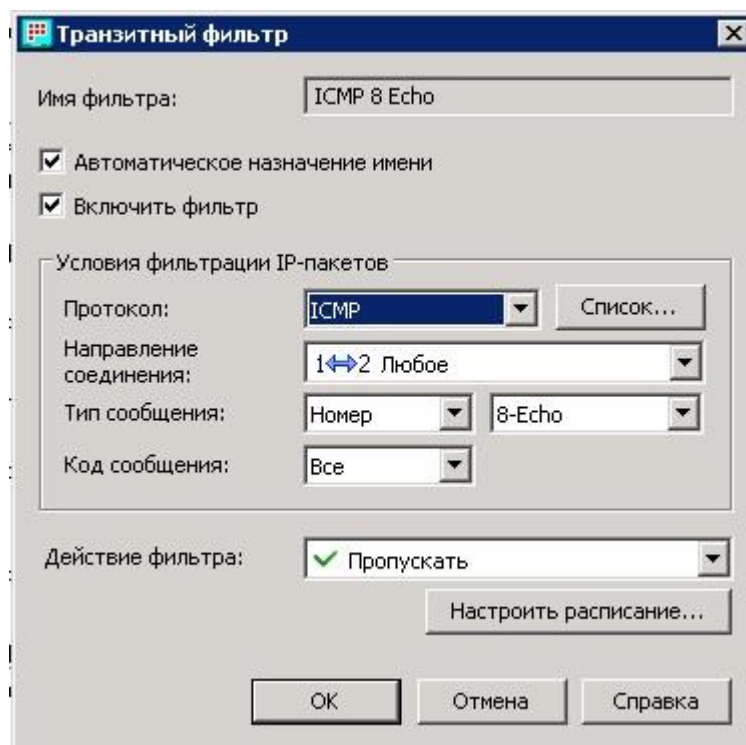 Транзитный фильтр
Имя фильтра: ICMP 8 Echo
Автоматическое назначение имени
Включить фильтр
Условия фильтрации IP-пакетов
Протокол: ICMP Список...
Направление
соединения: 1⇔2 Любое
Тип сообщения: Номер 8-Echo
Код сообщения: Все
Действие фильтра: Пропускать
Настроить расписание...
ОК Отмена Справка